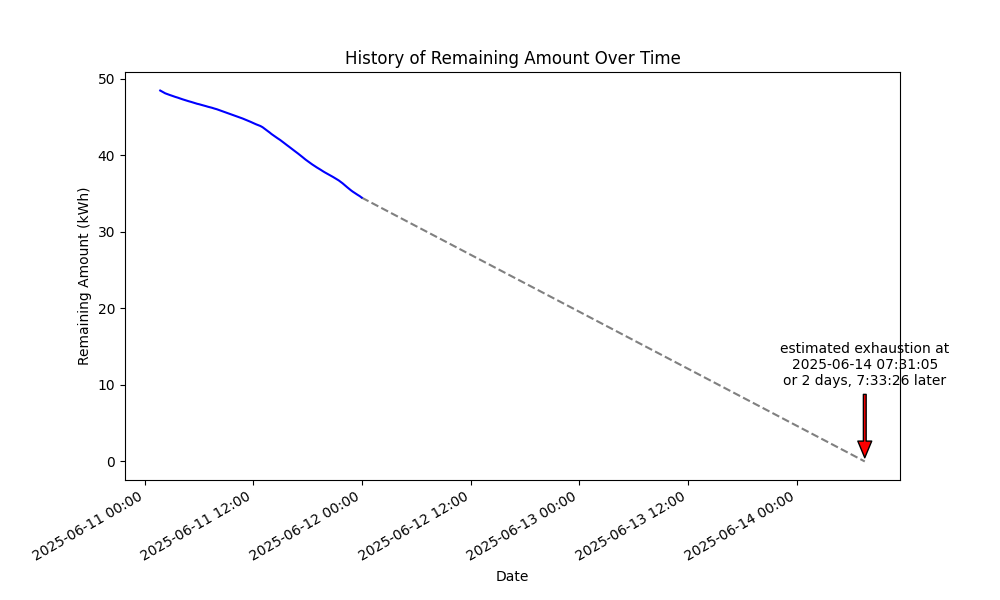 History of Remaining Amount Over Time
50
40
30
20
10
0
Remaining Amount (kWh)
estimated exhaustion at
2025-06-14 07:31:05
or 2 days, 7:33:26 later
2025-06-11 00:00
2025-06-11 12:00
2025-06-12 00:00
2025-06-12 12:00
2025-06-13 00:00
2025-06-13 12:00
2025-06-14 00:00
Date